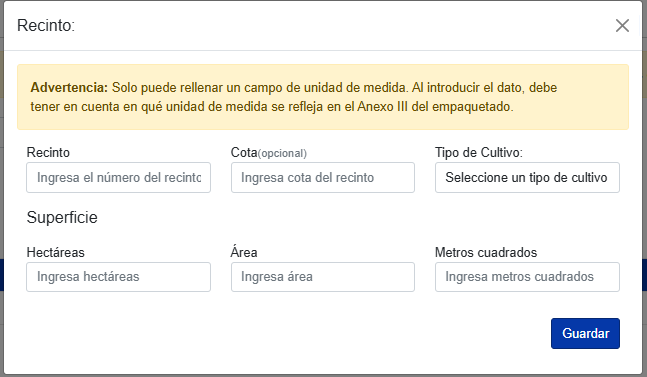 Recinto:
Advertencia: Solo puede rellenar un campo de unidad de medida. Al introducir el dato, debe
tener en cuenta en qué unidad de medida se refleja en el Anexo III del empaquetado.
Recinto Cota(opcional) Tipo de Cultivo:
Ingresa el número del recinto Ingresa cota del recinto Seleccione un tipo de cultivo
Superficie
Hectáreas Área Metros cuadrados
Ingresa hectáreas Ingresa área Ingresa metros cuadrados
Guardar